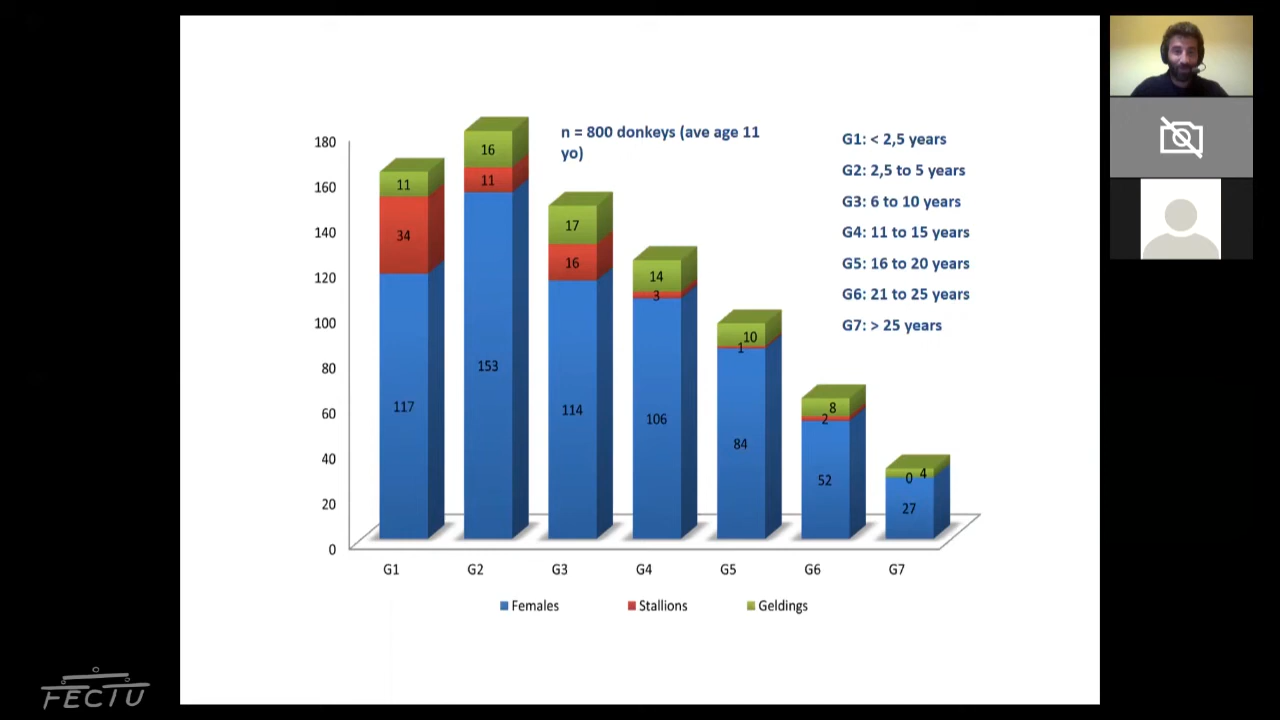 n = 800 donkeys (ave age 11
yo)
G1: < 2,5 years
G2: 2,5 to 5 years
G3: 6 to 10 years
G4: 11 to 15 years
G5: 16 to 20 years
G6: 21 to 25 years
G7: > 25 years
180
160
140
120
100
80
60
40
20
0
11
34
117
16
11
153
17
16
114
14
3
106
10
1
84
8
2
52
4
0
27
G1 G2 G3 G4 G5 G6 G7
Females Stallions Geldings
FECTU